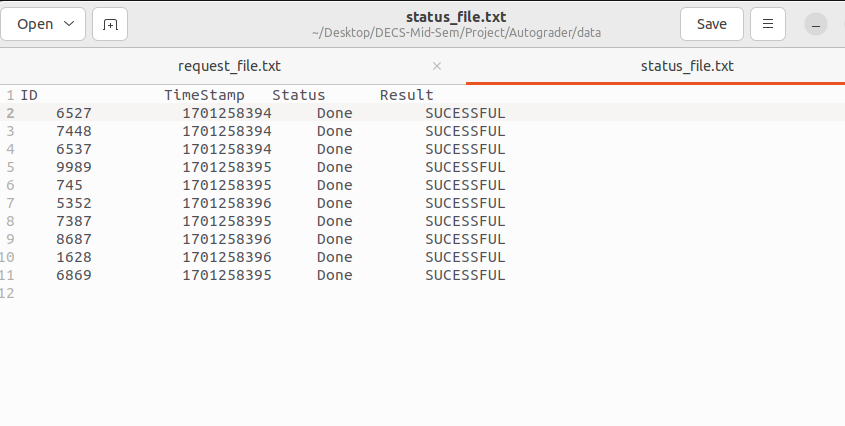 Open
status_file.txt
~/Desktop/DECS-Mid-Sem/Project/Autograder/data
Save
request_file.txt
status_file.txt
1 ID TimeStamp Status Result
2 6527 1701258394 Done SUCESSFUL
3 7448 1701258394 Done SUCESSFUL
4 6537 1701258394 Done SUCESSFUL
5 9989 1701258395 Done SUCESSFUL
6 745 1701258395 Done SUCESSFUL
7 5352 1701258396 Done SUCESSFUL
8 7387 1701258395 Done SUCESSFUL
9 8687 1701258396 Done SUCESSFUL
10 1628 1701258396 Done SUCESSFUL
11 6869 1701258395 Done SUCESSFUL
12